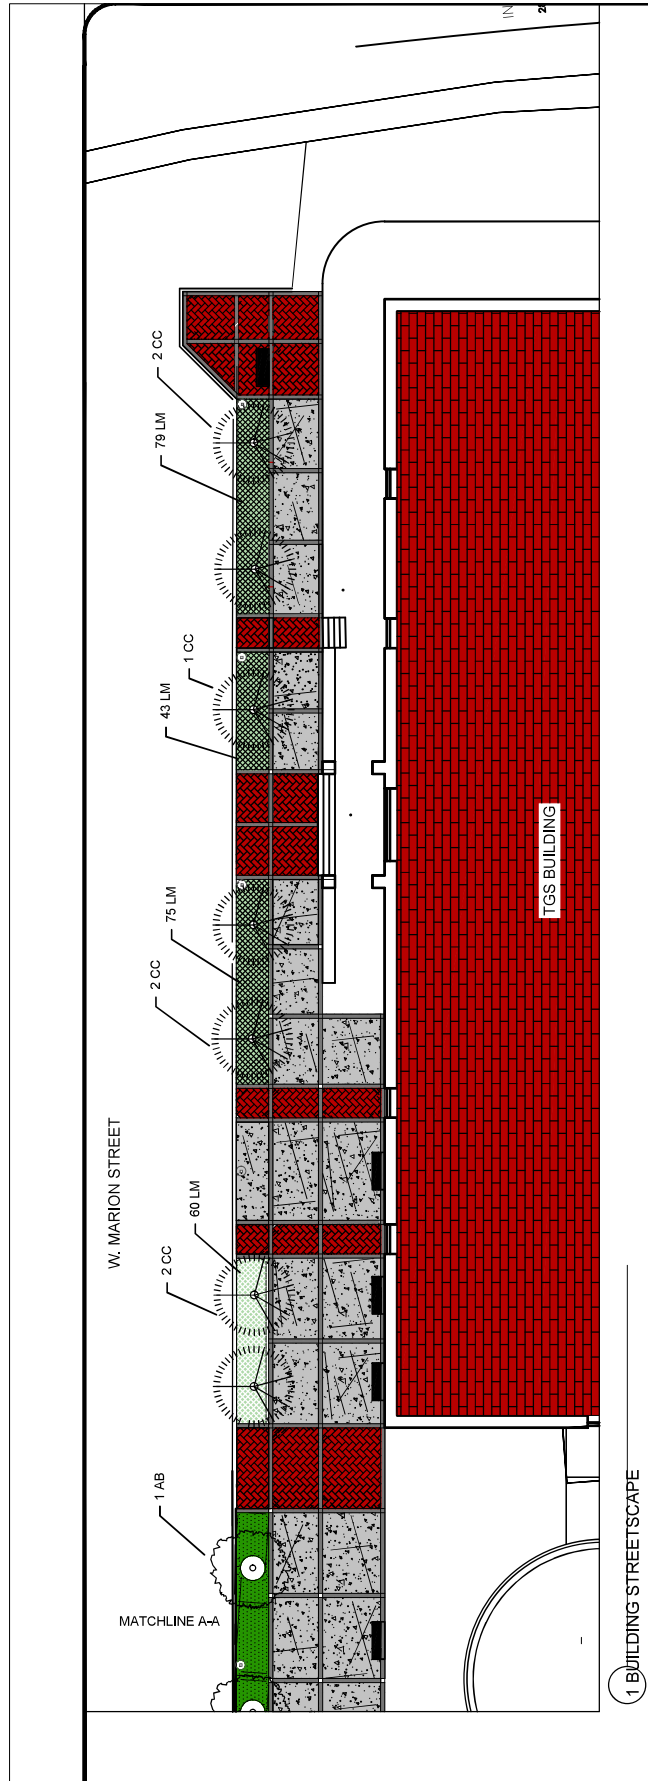 IN
2 CC
79 LM
1 CC
43 LM
75 LM
2 CC
TGS BUILDING
W. MARION STREET
60 LM
2 CC
1 AB
MATCHLINE A-A
1 BUILDING STREETSCAPE